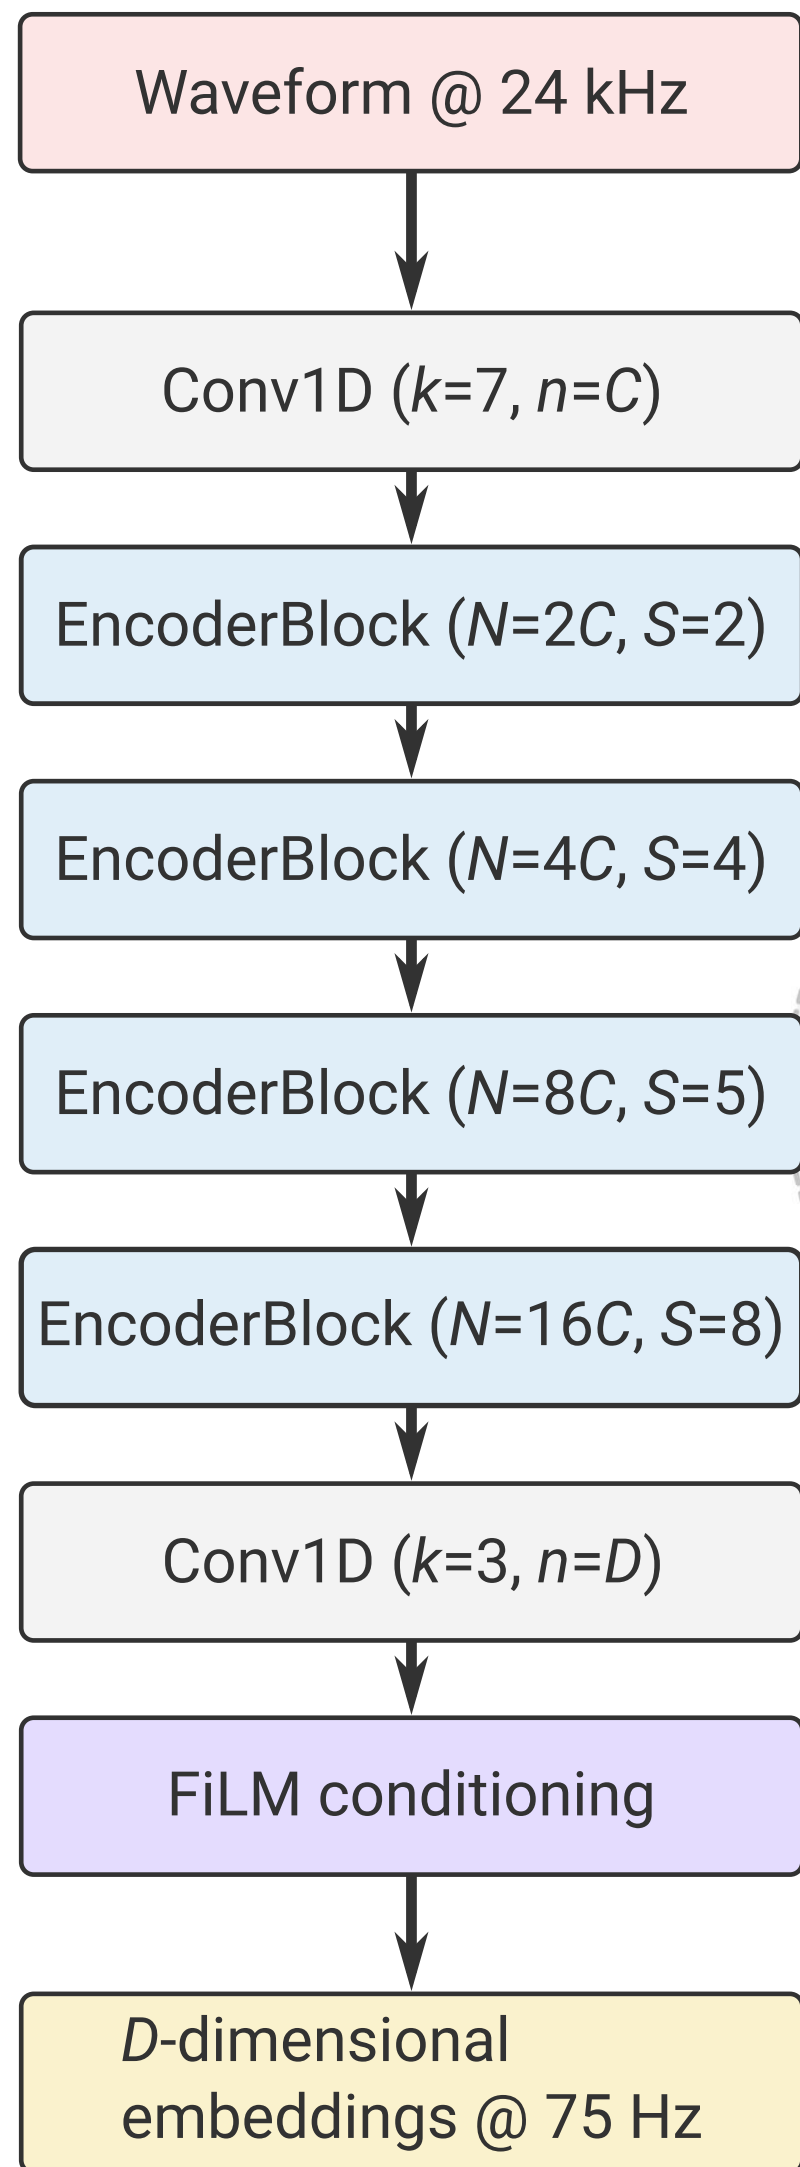 Waveform @ 24 kHz
Conv1D (k=7, n=C)
EncoderBlock (N=2C, S=2)
EncoderBlock (N=4C, S=4)
EncoderBlock (N=8C, S=5)
EncoderBlock (N=16C, S=8)
Conv1D (k=3, n=D)
FiLM conditioning
D-dimensional
embeddings @ 75 Hz